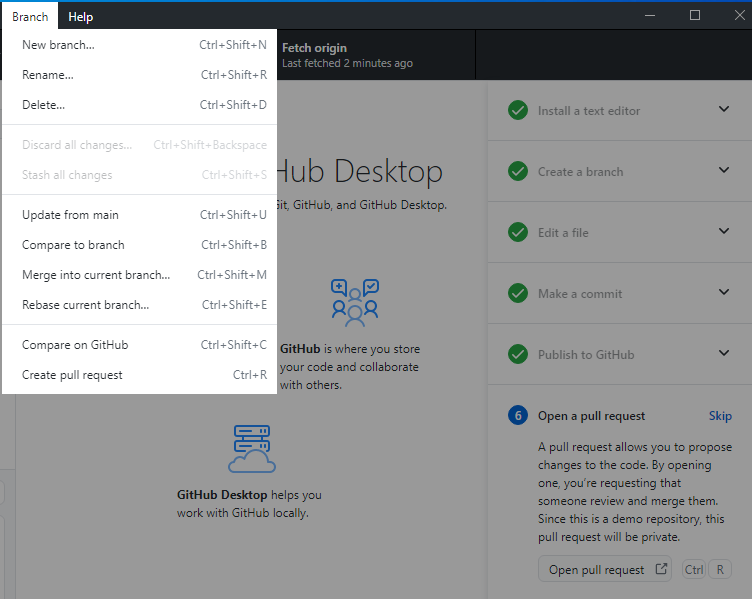 Branch Help
New branch... Ctrl+Shift+N
Rename... Ctrl+Shift+R
Delete... Ctrl+Shift+D
Discard all changes... Ctrl+Shift+Backspace
Stash all changes Ctrl+Shift+S
Update from main Ctrl+Shift+U
Compare to branch Ctrl+Shift+B
Merge into current branch... Ctrl+Shift+M
Rebase current branch... Ctrl+Shift+E
Compare on GitHub Ctrl+Shift+C
Create pull request Ctrl+R
Fetch origin
Last fetched 2 minutes ago
Hub Desktop
Git, GitHub, and GitHub Desktop.
GitHub is where you store
your code and collaborate
with others.
GitHub Desktop helps you
work with GitHub locally.
Install a text editor
Create a branch
Edit a file
Make a commit
Publish to GitHub
6 Open a pull request Skip
A pull request allows you to propose
changes to the code. By opening
one, you're requesting that
someone review and merge them.
Since this is a demo repository, this
pull request will be private.
Open pull request Ctrl R